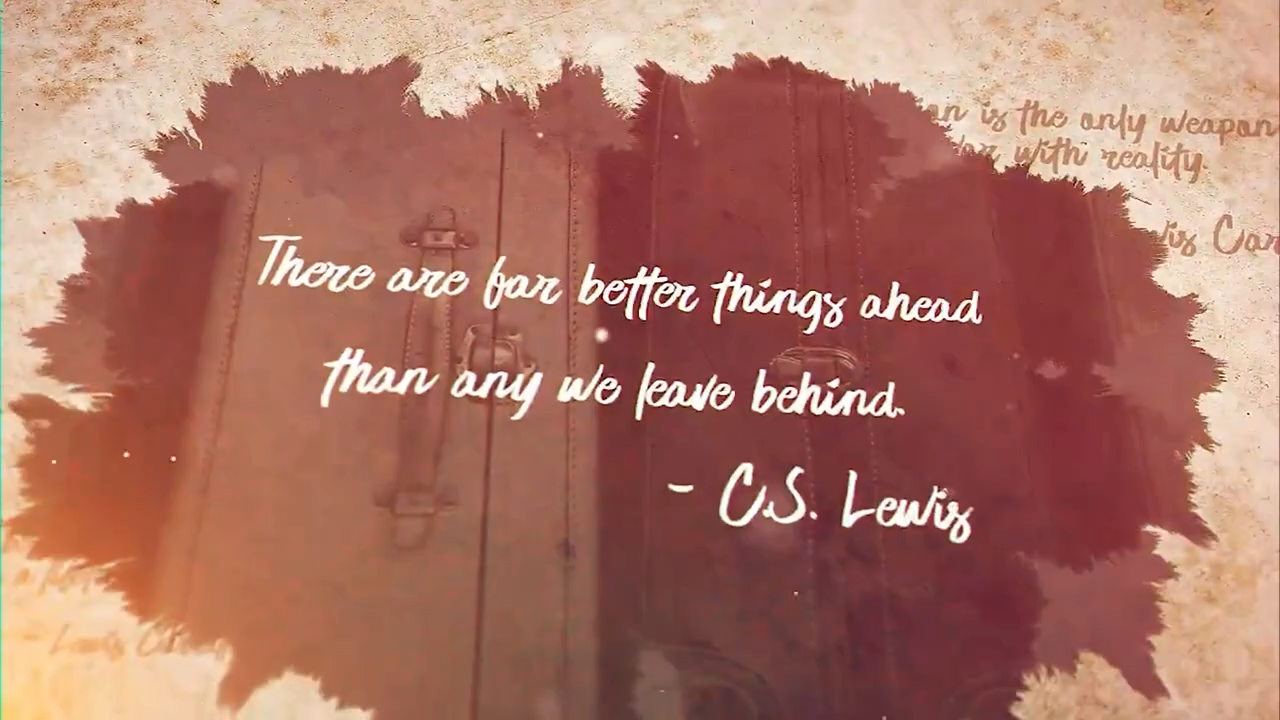 There are far better things ahead
than any we leave behind.
- C.S. Lewis
is the only weapon
with reality.